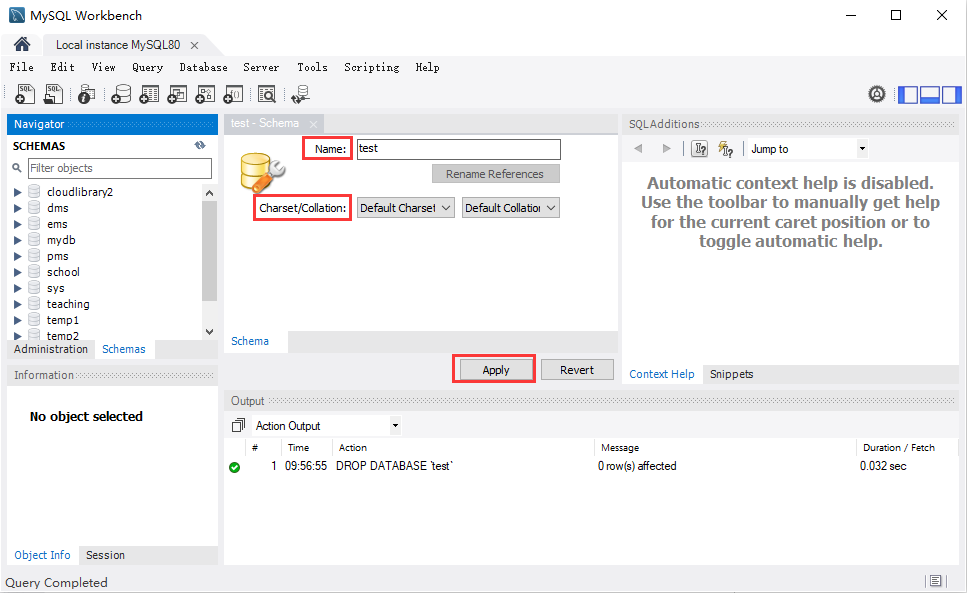 MySQL Workbench
Local instance MySQL80
File Edit View Query Database Server Tools Scripting Help
Navigator
SCHEMAS
Filter objects
cloudlibrary2
dms
ems
mydb
pms
school
sys
teaching
temp1
temp2
Administration Schemas
Information
No object selected
Object Info Session
test - Schema
Name: test
Rename References
Charset/Collation: Default Charset Default Collation
Schema
Apply Revert
SQLAdditions
Jump to
Automatic context help is disabled.
Use the toolbar to manually get help
for the current caret position or to
toggle automatic help.
Context Help Snippets
Output
Action Output
# Time Action Message Duration / Fetch
1 09:56:55 DROP DATABASE `test` 0 row(s) affected 0.032 sec
Query Completed